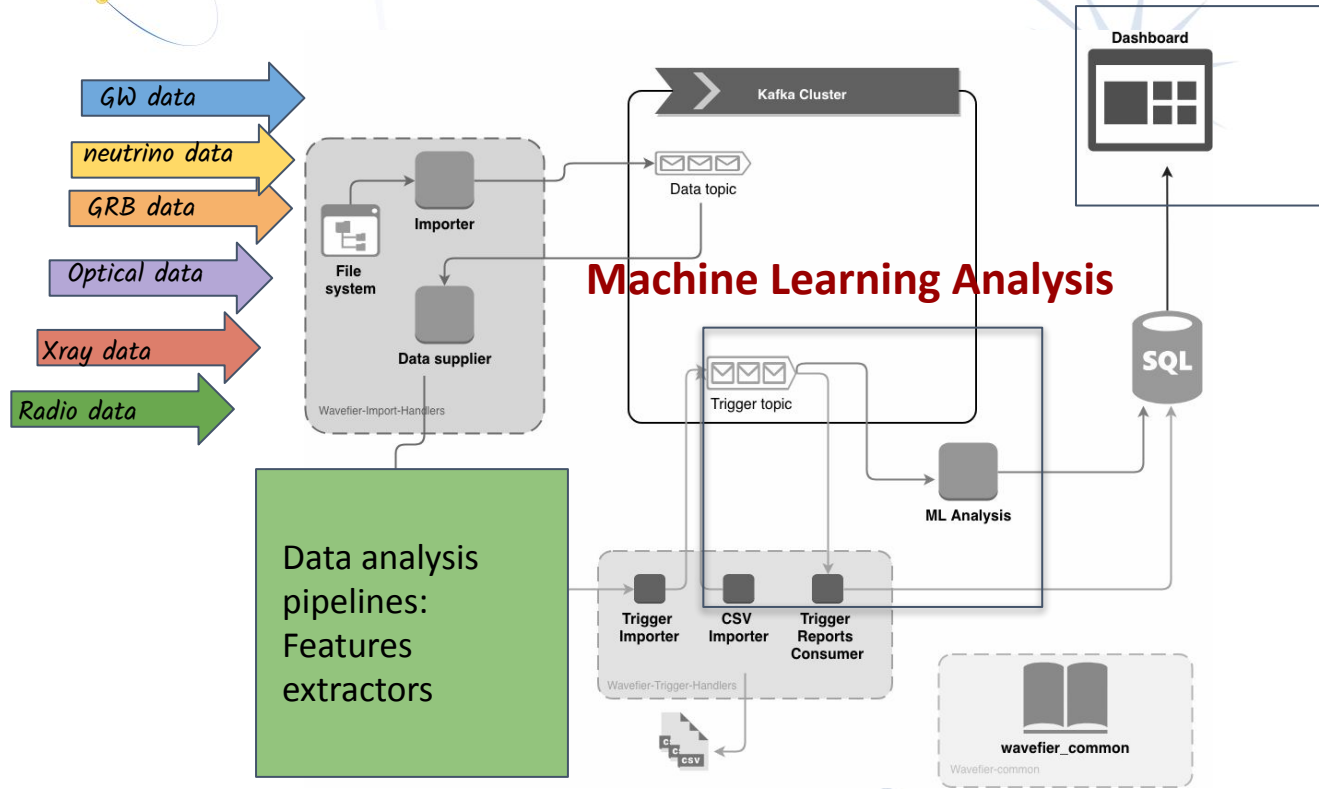 Dashboard
GW data
Kafka Cluster
neutrino data
Data topic
GRB data
Importer
Optical data
File
system
Machine Learning Analysis
Xray data
Data supplier
SQL
Radio data
Wavefier-Import-Handlers
Trigger topic
ML Analysis
Data analysis
pipelines:
Features
extractors
Trigger
Importer
CSV
Importer
Trigger
Reports
Consumer
Wavefier-Trigger-Handlers
c
c
csv
wavefier_common
Wavefier-common